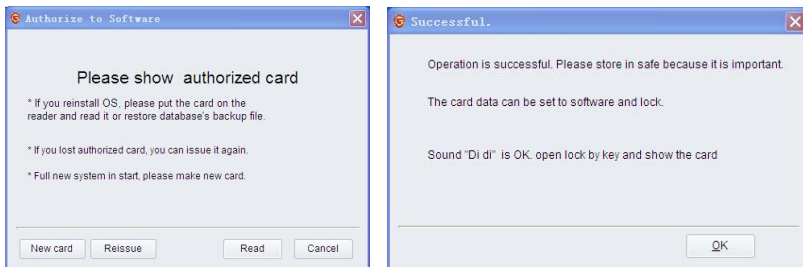 Authorize to Software
Please show authorized card
* If you reinstall OS, please put the card on the
reader and read it or restore database's backup file.
* If you lost authorized card, you can issue it again.
* Full new system in start, please make new card.
New card
Reissue
Read
Cancel
Successful.
Operation is successful. Please store in safe because it is important.
The card data can be set to software and lock.
Sound "Di di" is OK. open lock by key and show the card
OK